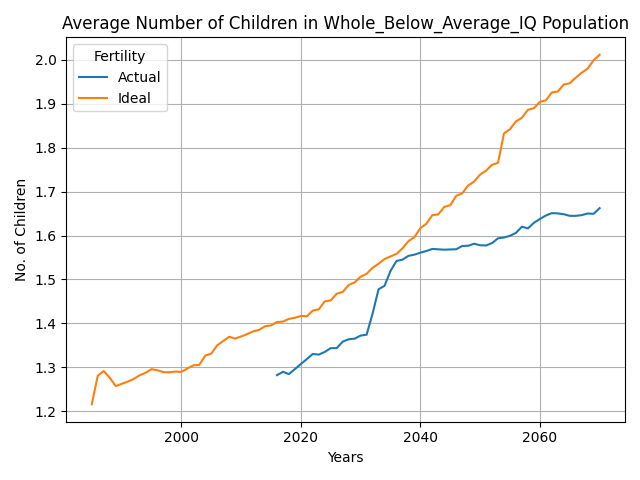 Average Number of Children in Whole_Below_Average_IQ Population
Fertility
Actual
Ideal
No. of Children
2.0
1.9
1.8
1.7
1.6
1.5
1.4
1.3
1.2
2000
2020
2040
2060
Years